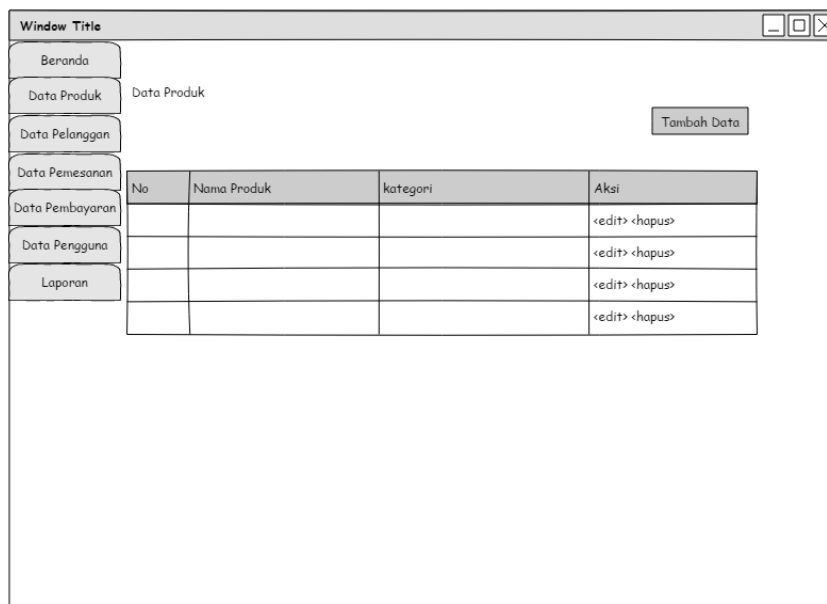 Window Title
Beranda
Data Produk
Data Pelanggan
Data Pemesanan
Data Pembayaran
Data Pengguna
Laporan
Data Produk
Tambah Data
No Nama Produk kategori Aksi
<edit> <hapus>
<edit> <hapus>
<edit> <hapus>
<edit> <hapus>